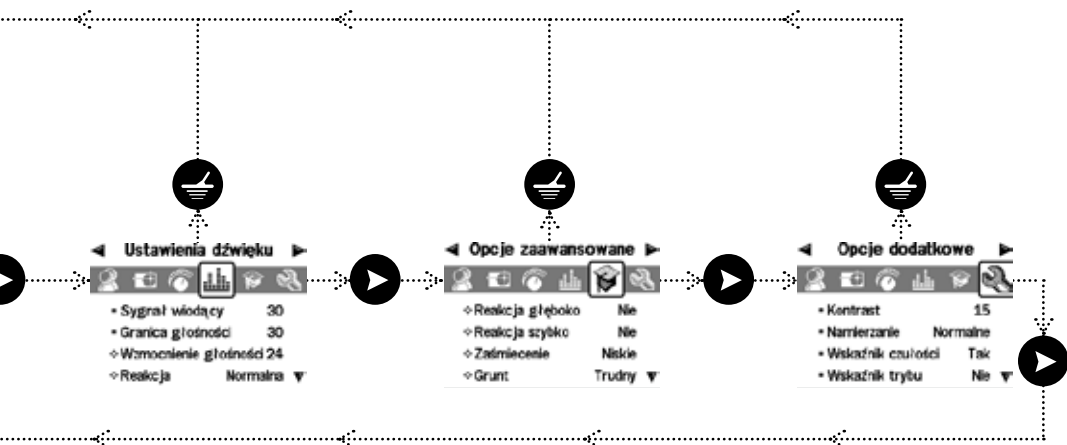 Ustawienia dźwięku
Sygnał wiodący 30
Granica głośności 30
Wzmocnienie głośności 24
Reakcja Normalna
Opcje zaawansowane
Reakcja głęboko Nie
Reakcja szybko Nie
Zaśmiecenie Niskie
Grunt Trudny
Opcje dodatkowe
Kontrast 15
Namierzanie Normalne
Wskaźnik czułości Tak
Wskaźnik trybu Nie